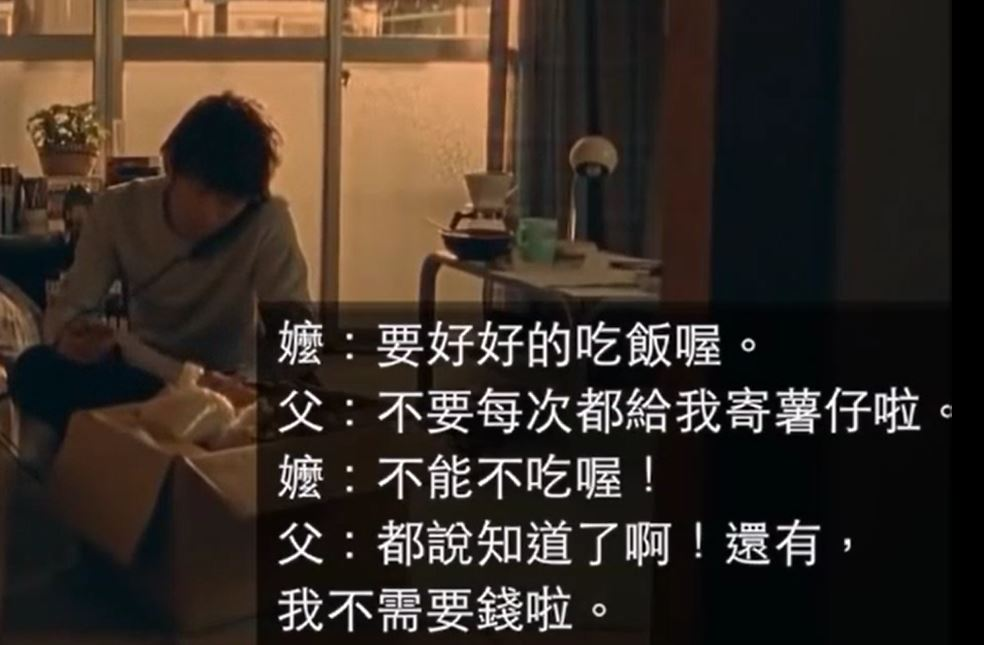 嬤：要好好的吃飯喔。
父：不要每次都給我寄薯仔啦。
嬤：不能不吃喔！
父：都說知道了啊！還有，
我不需要錢啦。